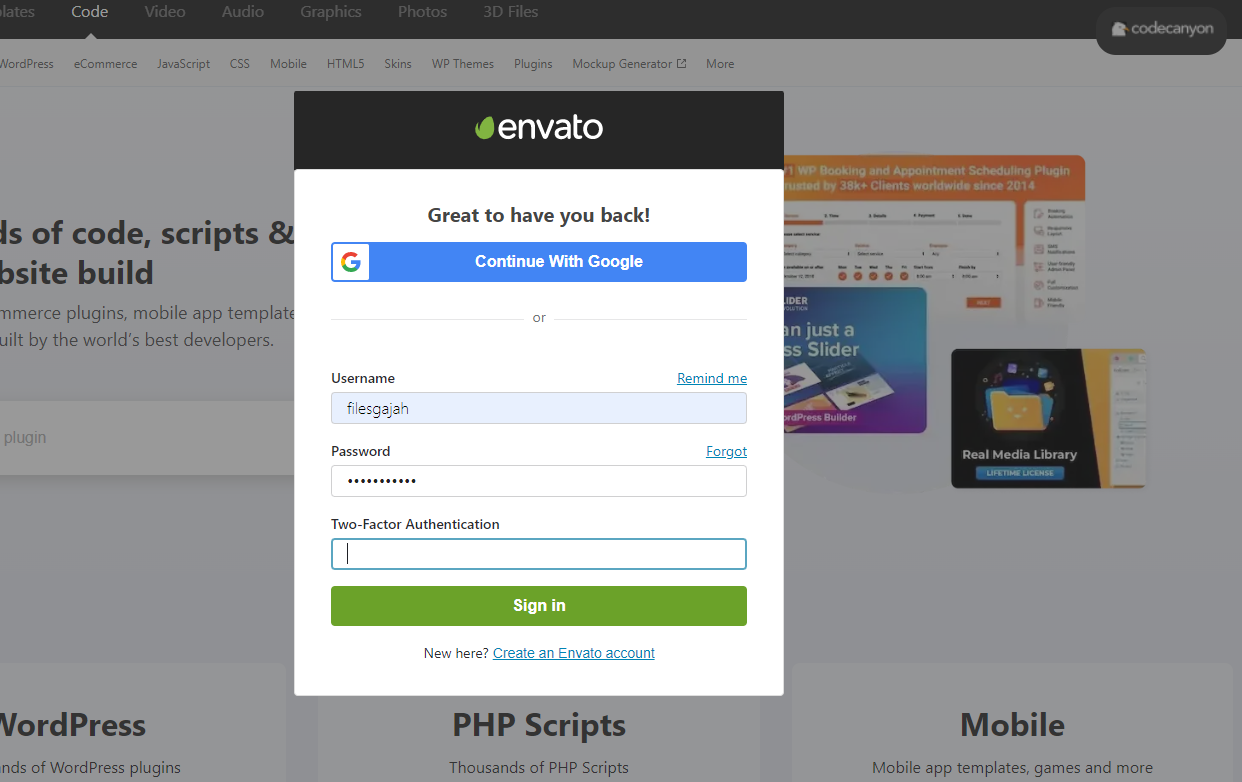 Code Video Audio Graphics Photos 3D Files
codecanyon
WordPress eCommerce JavaScript CSS Mobile HTML5 Skins WP Themes Plugins Mockup Generator More
envato
WP Booking and Appointment Scheduling Plugin
rusted by 38k+ Clients worldwide since 2014
Great to have you back!
G Continue With Google
or
ds of code, scripts &
bsite build
mmerce plugins, mobile app template
uilt by the world's best developers.
an just a
ss Slider
Username Remind me
filesgajah
plugin
Password Forgot
•••••••••••
Real Media Library
LIFETIME LICENSE
Two-Factor Authentication
Sign in
New here? Create an Envato account
WordPress PHP Scripts Mobile
nds of WordPress plugins Thousands of PHP Scripts Mobile app templates, games and more